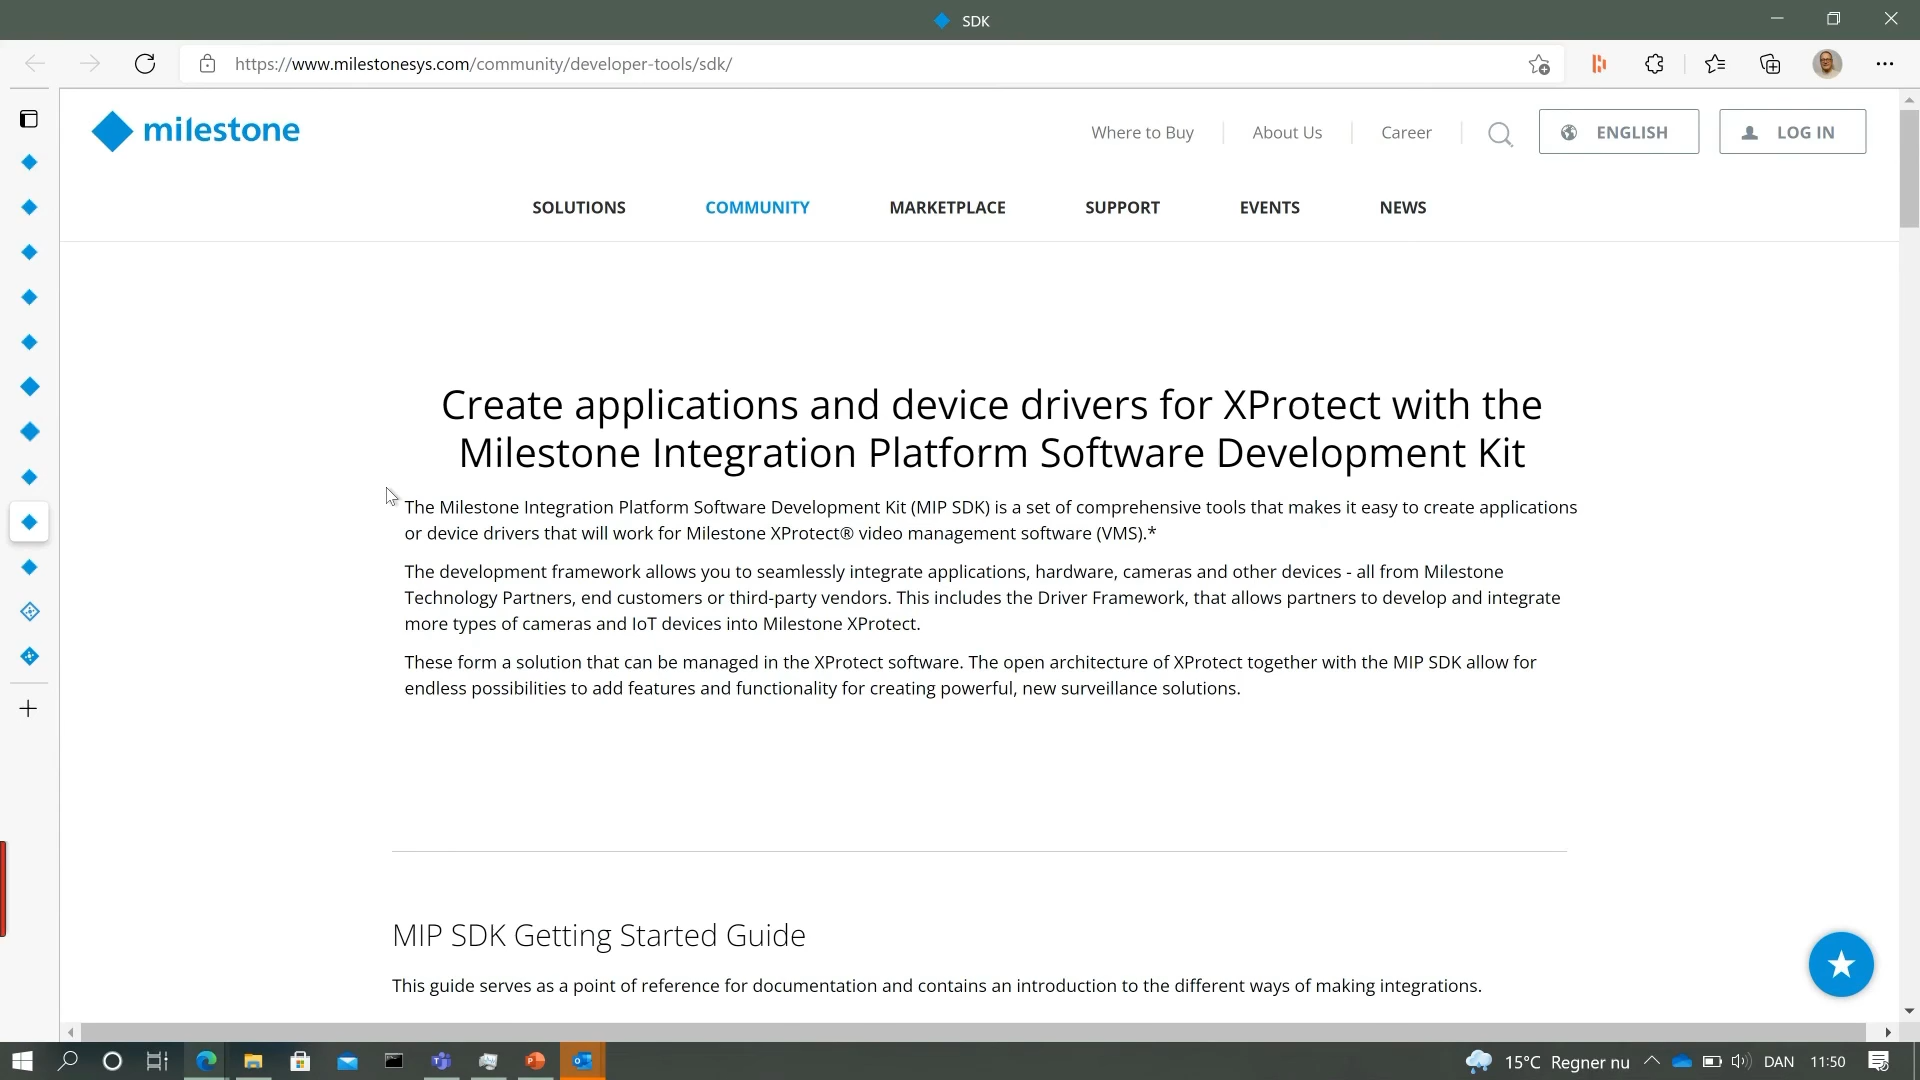 SDK
https://www.milestonesys.com/community/developer-tools/sdk/
milestone
Where to Buy
About Us
Career
ENGLISH
LOG IN
SOLUTIONS
COMMUNITY
MARKETPLACE
SUPPORT
EVENTS
NEWS
Create applications and device drivers for XProtect with the
Milestone Integration Platform Software Development Kit
The Milestone Integration Platform Software Development Kit (MIP SDK) is a set of comprehensive tools that makes it easy to create applications
or device drivers that will work for Milestone XProtect® video management software (VMS).*
The development framework allows you to seamlessly integrate applications, hardware, cameras and other devices - all from Milestone
Technology Partners, end customers or third-party vendors. This includes the Driver Framework, that allows partners to develop and integrate
more types of cameras and IoT devices into Milestone XProtect.
These form a solution that can be managed in the XProtect software. The open architecture of XProtect together with the MIP SDK allow for
endless possibilities to add features and functionality for creating powerful, new surveillance solutions.
MIP SDK Getting Started Guide
This guide serves as a point of reference for documentation and contains an introduction to the different ways of making integrations.
15°C Regner nu
DAN
11:50